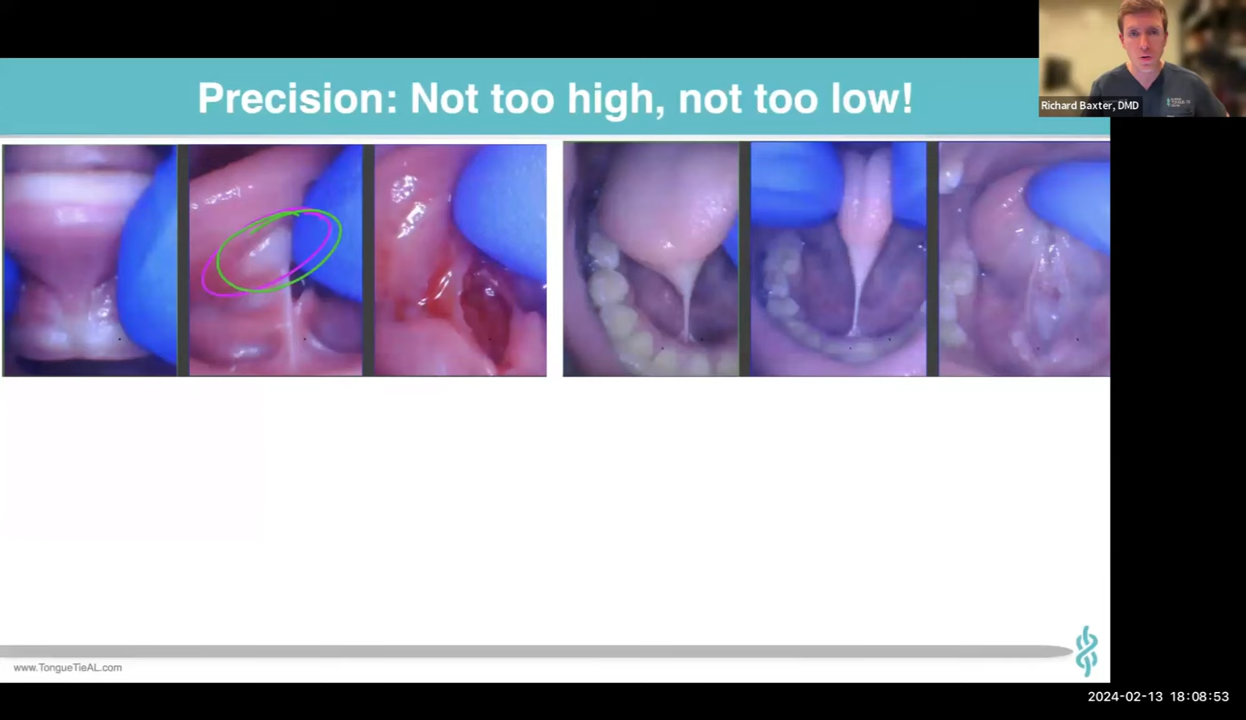 Precision: Not too high, not too low!
Richard Baxter, DMD
www.TongueTieAL.com
2024-02-13 18:08:53